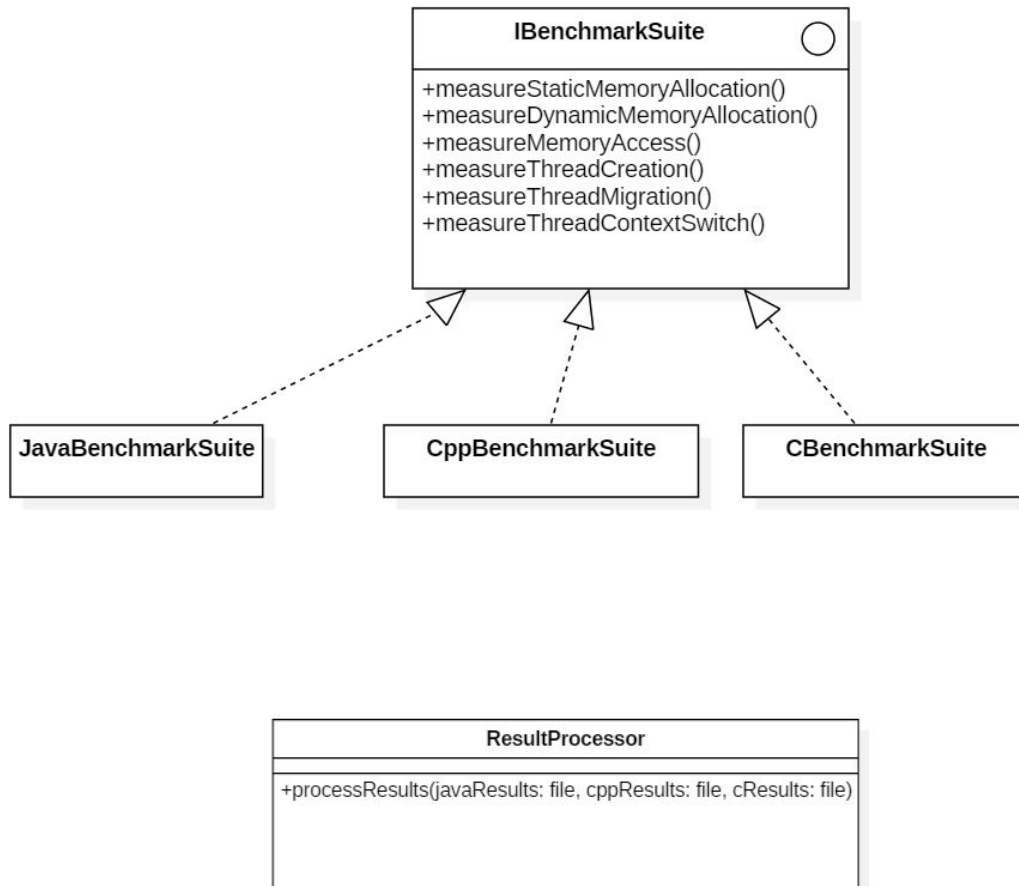 IBenchmarkSuite
+measureStaticMemoryAllocation()
+measureDynamicMemoryAllocation()
+measureMemoryAccess()
+measureThreadCreation()
+measureThreadMigration()
+measureThreadContextSwitch()
JavaBenchmarkSuite
CppBenchmarkSuite
CBenchmarkSuite
ResultProcessor
+processResults(javaResults: file, cppResults: file, cResults: file)